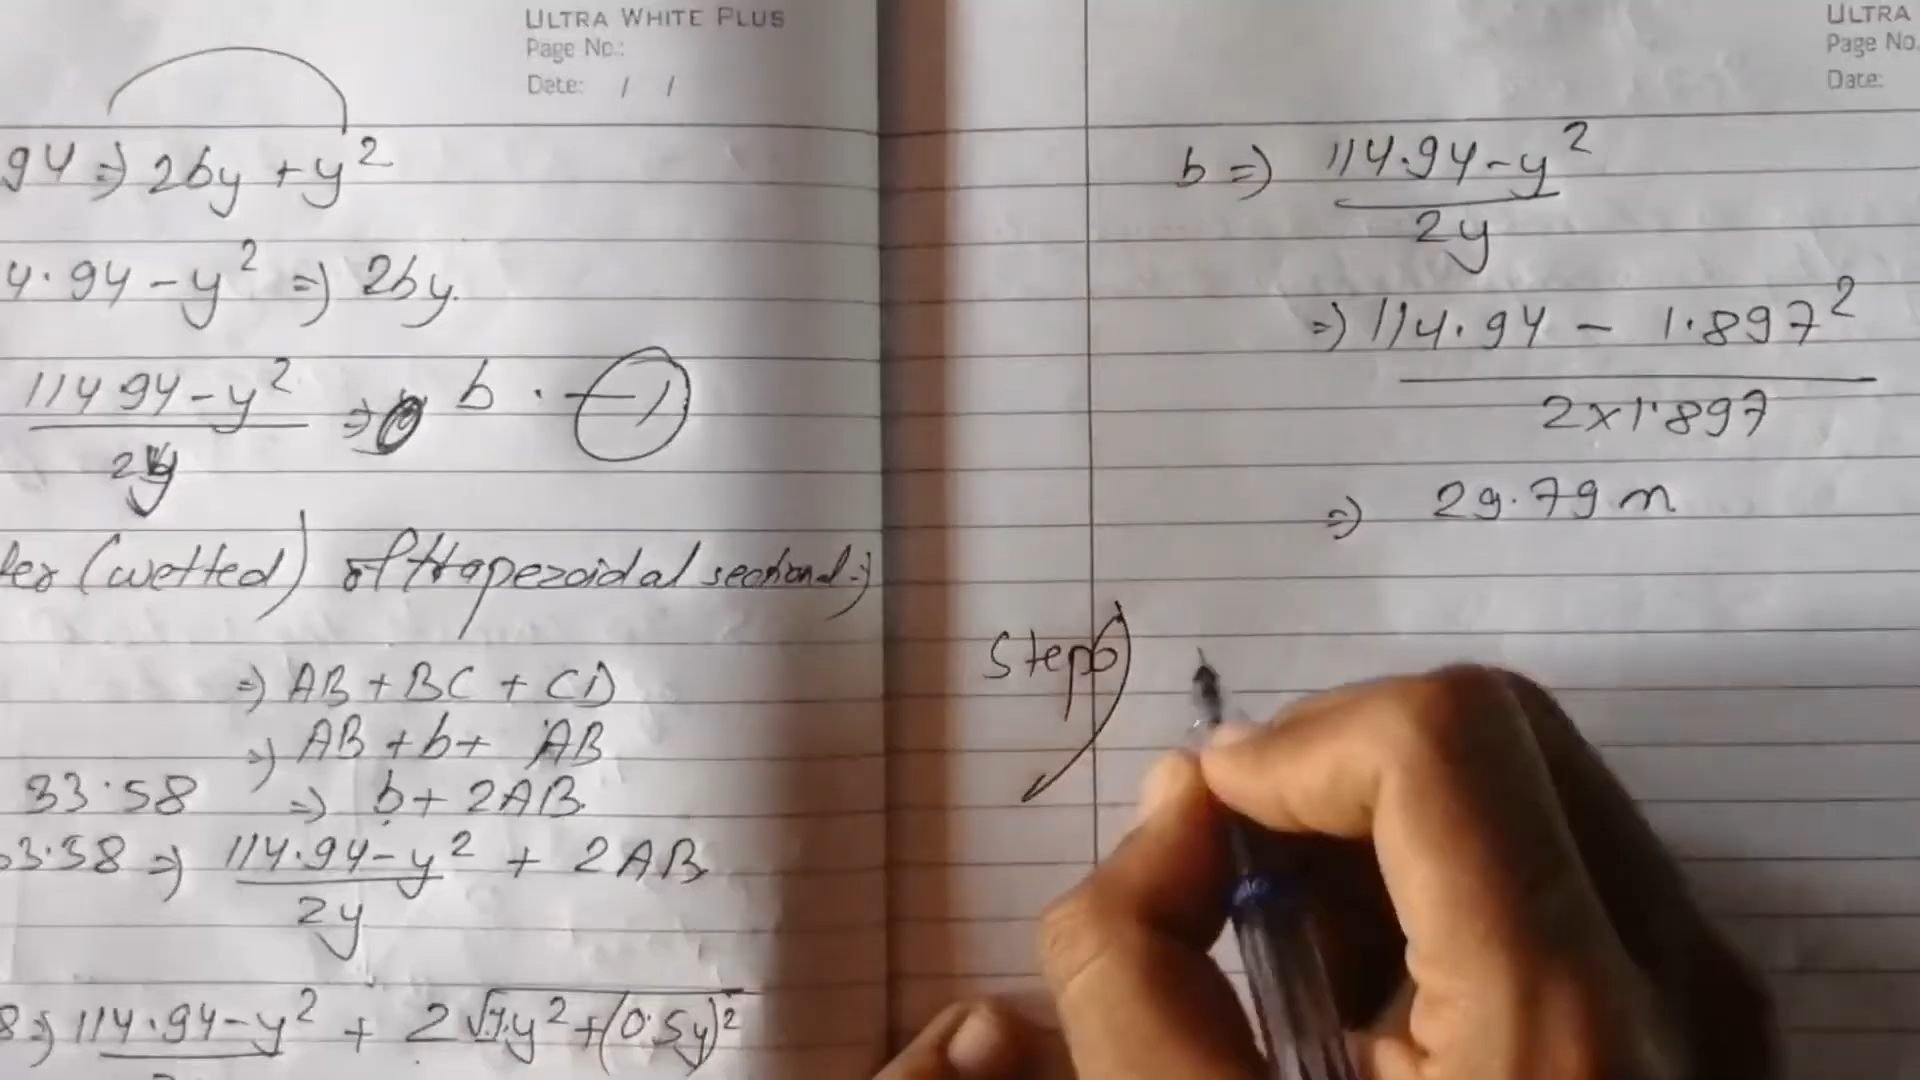 ULTRA WHITE PLUS
Page No.:
Date: / /
94 ⇒ 2by + y²
4.94 - y² ⇒ 2by.
114.94 - y² / 2y ⇒ b. — 1
ter (wetted) of trapezoidal sectional ⇒
⇒ AB + BC + CD
⇒ AB + b + AB
33.58 ⇒ b + 2AB
3.58 ⇒ 114.94 - y² / 2y + 2AB
8 ⇒ 114.94 - y² + 2√y² + (0.5y)²
ULTRA
Page No.
Date:
b ⇒ 114.94 - y² / 2y
⇒ 114.94 - 1.897² / 2×1.897
⇒ 29.79 m
Step 6)